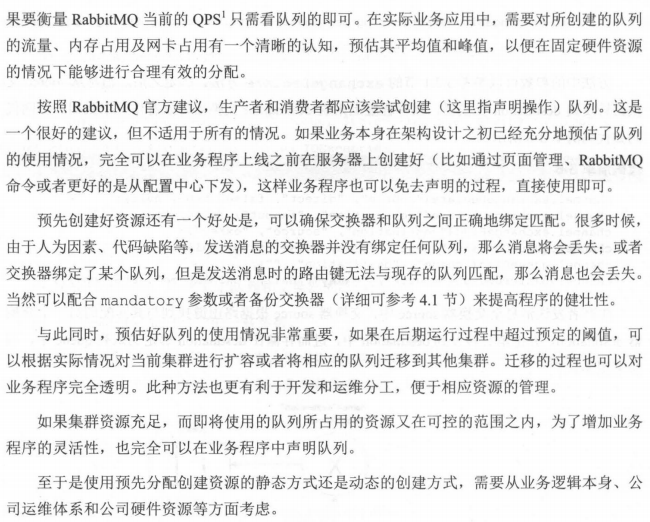 果要衡量 RabbitMQ 当前的 QPS1 只需看队列的即可。在实际业务应用中，需要对所创建的队列
的流量、内存占用及网卡占用有一个清晰的认知，预估其平均值和峰值，以便在固定硬件资源
的情况下能够进行合理有效的分配。
按照 RabbitMQ 官方建议，生产者和消费者都应该尝试创建（这里指声明操作）队列。这是
一个很好的建议，但不适用于所有的情况。如果业务本身在架构设计之初已经充分地预估了队列
的使用情况，完全可以在业务程序上线之前在服务器上创建好（比如通过页面管理、RabbitMQ
命令或者更好的是从配置中心下发），这样业务程序也可以免去声明的过程，直接使用即可。
预先创建好资源还有一个好处是，可以确保交换器和队列之间正确地绑定匹配。很多时候，
由于人为因素、代码缺陷等，发送消息的交换器并没有绑定任何队列，那么消息将会丢失；或者
交换器绑定了某个队列，但是发送消息时的路由键无法与现存的队列匹配，那么消息也会丢失。
当然可以配合 mandatory 参数或者备份交换器（详细可参考 4.1 节）来提高程序的健壮性。
与此同时，预估好队列的使用情况非常重要，如果在后期运行过程中超过预定的阈值，可
以根据实际情况对当前集群进行扩容或者将相应的队列迁移到其他集群。迁移的过程也可以对
业务程序完全透明。此种方法也更有利于开发和运维分工，便于相应资源的管理。
如果集群资源充足，而即将使用的队列所占用的资源又在可控的范围之内，为了增加业务
程序的灵活性，也完全可以在业务程序中声明队列。
至于是使用预先分配创建资源的静态方式还是动态的创建方式，需要从业务逻辑本身、公
司运维体系和公司硬件资源等方面考虑。